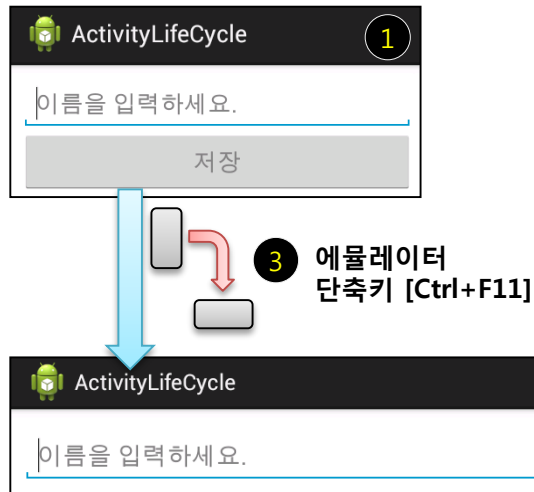 ActivityLifeCycle
1
이름을 입력하세요.
저장
3
에뮬레이터
단축키 [Ctrl+F11]
ActivityLifeCycle
이름을 입력하세요.